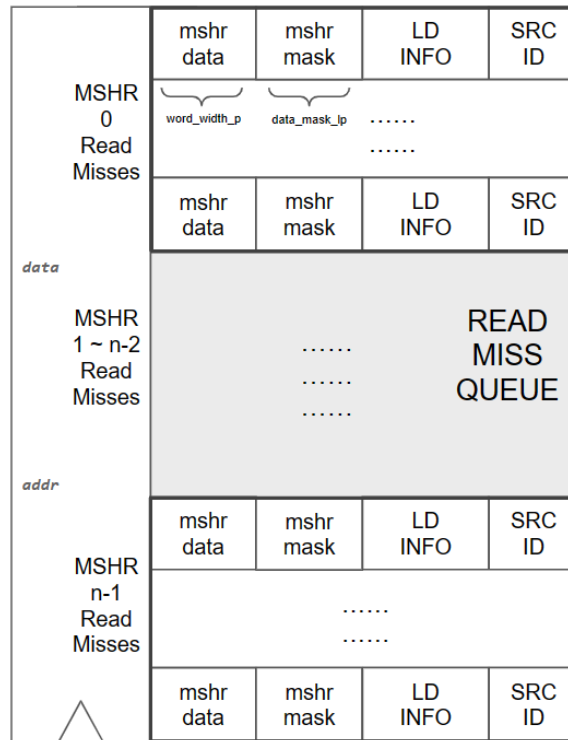 mshr data
mshr mask
LD INFO
SRC ID
MSHR 0 Read Misses
word_width_p
data_mask_lp
......
......
mshr data
mshr mask
LD INFO
SRC ID
data
MSHR 1 ~ n-2 Read Misses
......
......
......
READ MISS QUEUE
addr
mshr data
mshr mask
LD INFO
SRC ID
MSHR n-1 Read Misses
......
......
mshr data
mshr mask
LD INFO
SRC ID